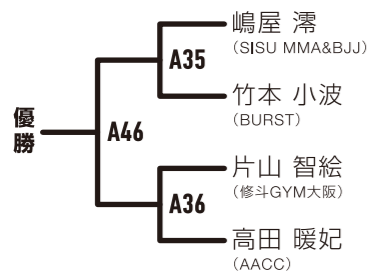 嶋屋 澪
(SISU MMA&BJJ)
A35
竹本 小波
(BURST)
優勝
A46
片山 智絵
(修斗GYM大阪)
A36
高田 暖妃
(AACC)